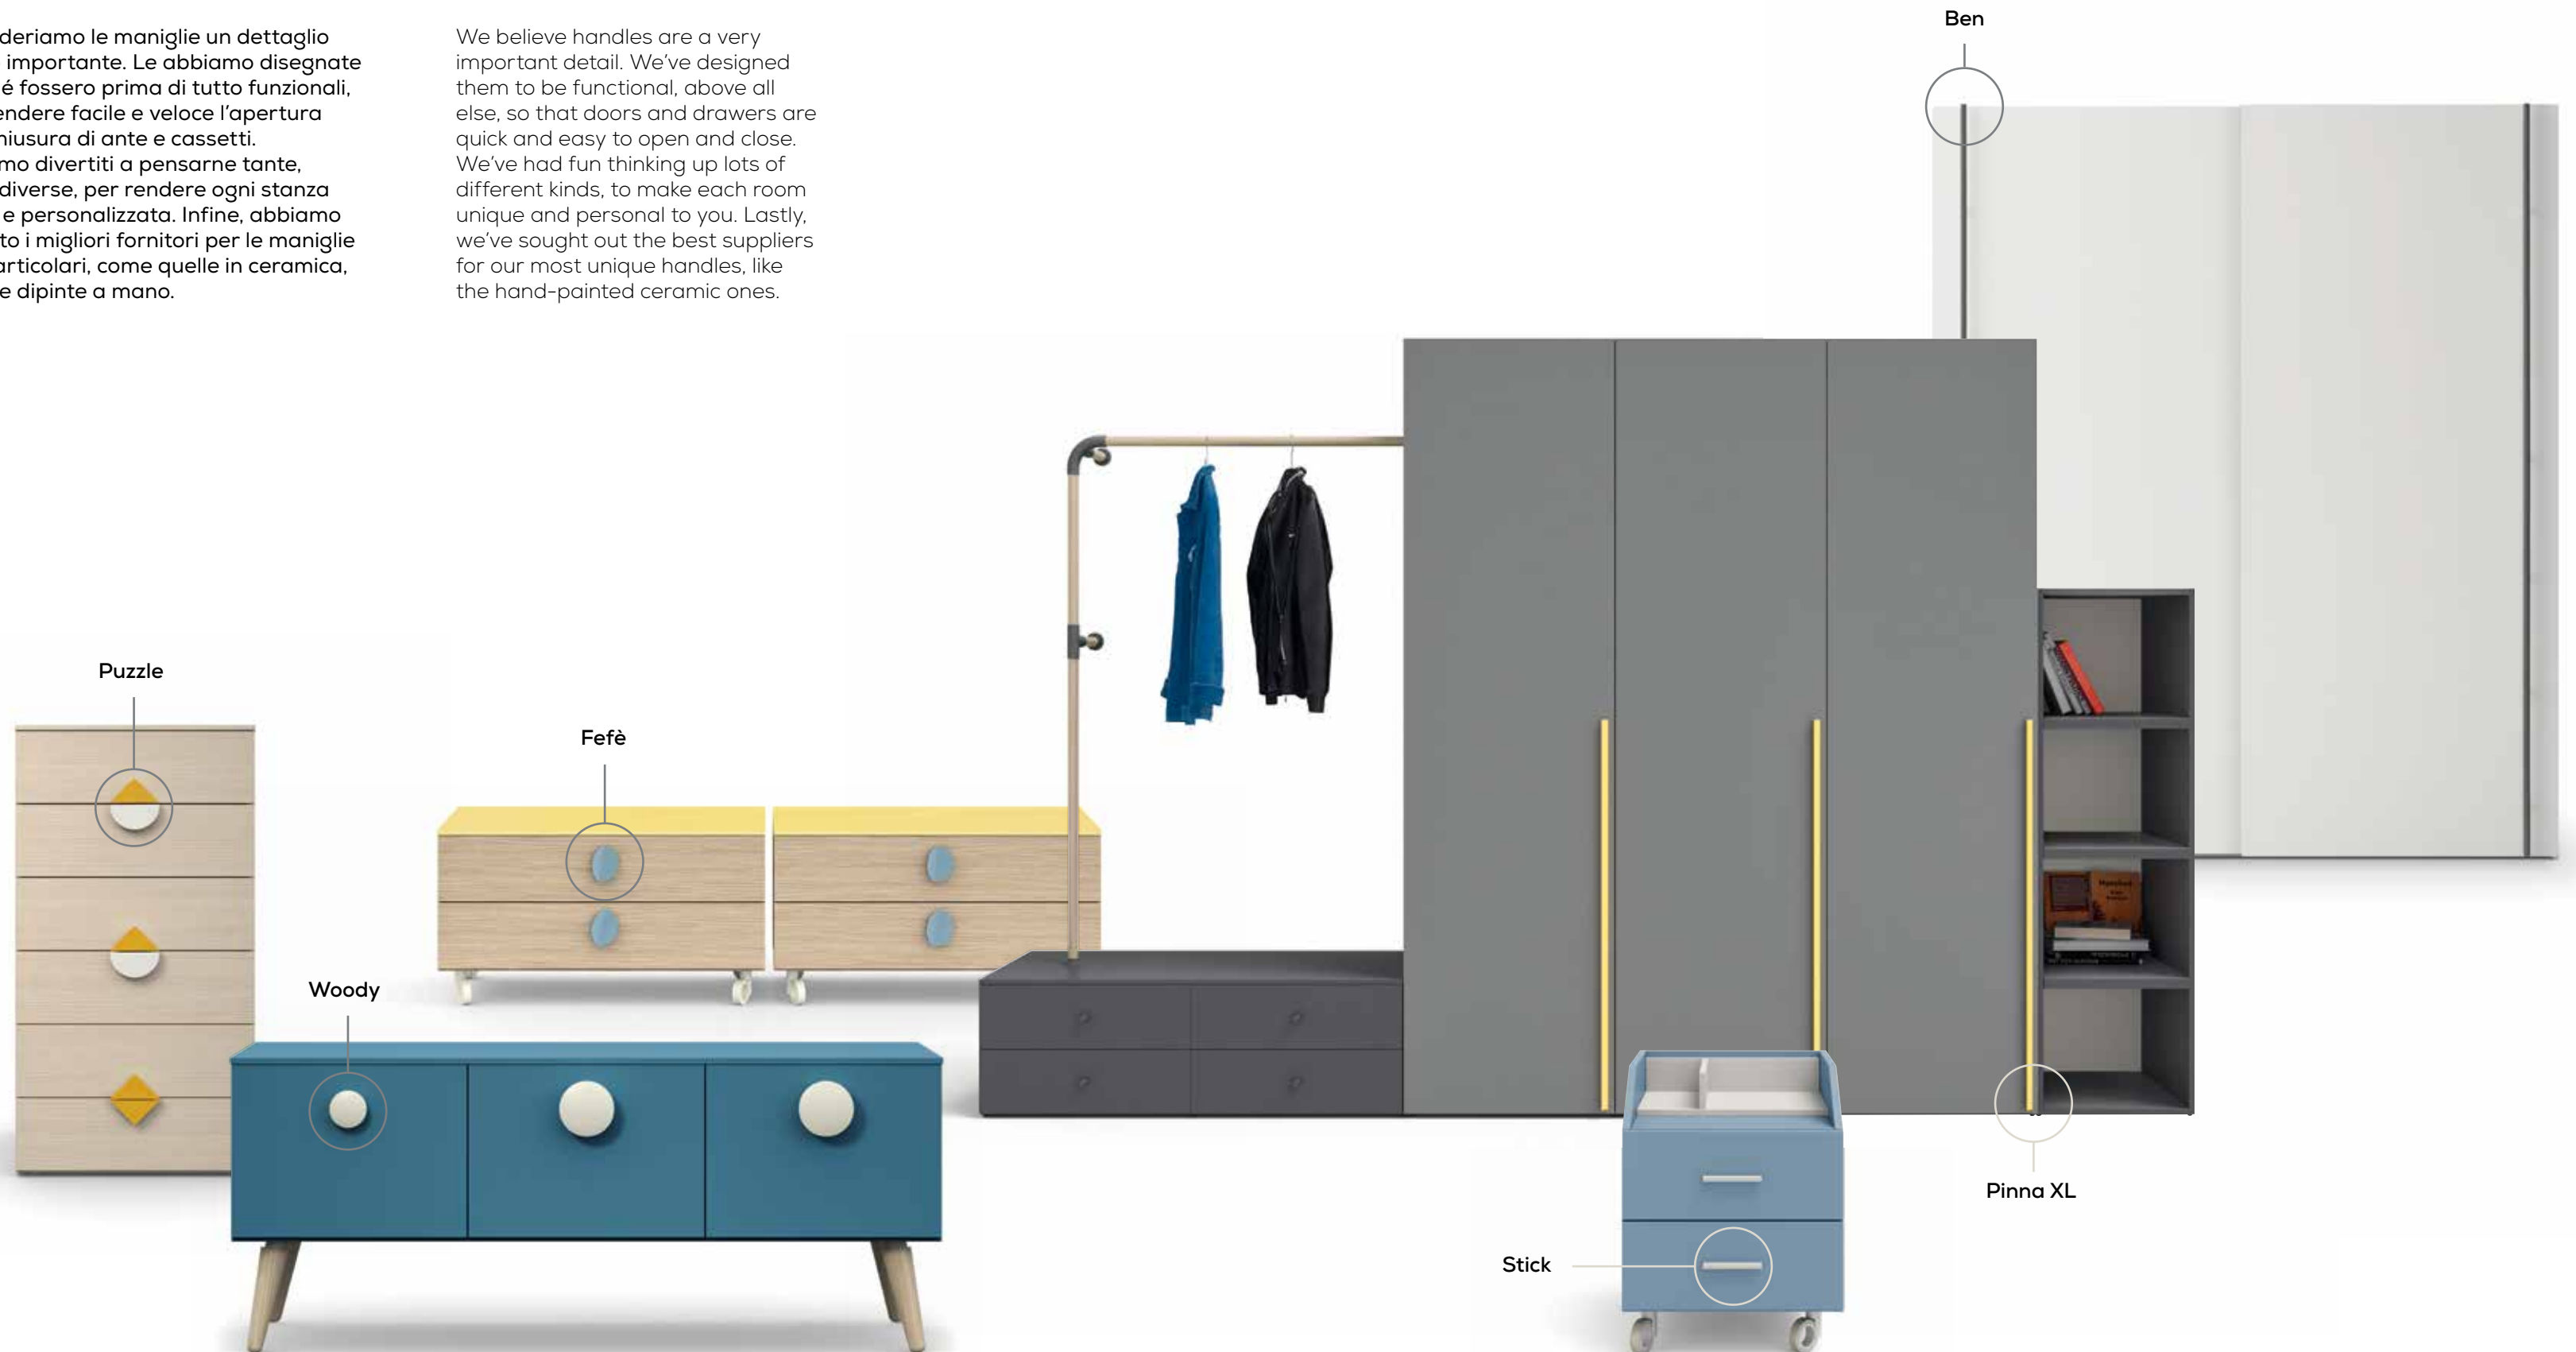 deriamo le maniglie un dettaglio
importante. Le abbiamo disegnate
é fossero prima di tutto funzionali,
endere facile e veloce l'apertura
hiusura di ante e cassetti.
mo divertiti a pensarne tante,
diverse, per rendere ogni stanza
e personalizzata. Infine, abbiamo
to i migliori fornitori per le maniglie
articolari, come quelle in ceramica,
e dipinte a mano.
We believe handles are a very
important detail. We've designed
them to be functional, above all
else, so that doors and drawers are
quick and easy to open and close.
We've had fun thinking up lots of
different kinds, to make each room
unique and personal to you. Lastly,
we've sought out the best suppliers
for our most unique handles, like
the hand-painted ceramic ones.
Ben
Puzzle
Fefè
Woody
Pinna XL
Stick